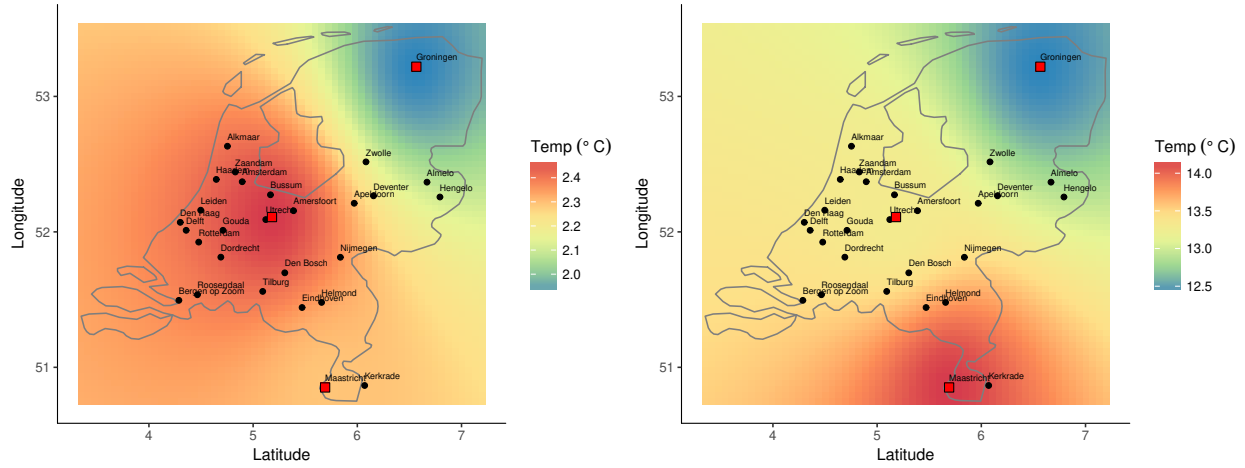 53
52
51
4
5
6
7
Latitude
Longitude
Groningen
Alkmaar
Zaandam
Haarlem
Amsterdam
Zwolle
Almelo
Deventer
Hengelo
Apeldoorn
Bussum
Leiden
Amersfoort
Den Haag
Utrecht
Delft
Gouda
Rotterdam
Dordrecht
Nijmegen
Den Bosch
Tilburg
Roosendaal
Bergen op Zoom
Helmond
Eindhoven
Maastricht
Kerkrade
Temp (° C)
2.4
2.3
2.2
2.1
2.0
53
52
51
4
5
6
7
Latitude
Longitude
Groningen
Alkmaar
Zaandam
Haarlem
Amsterdam
Zwolle
Almelo
Deventer
Hengelo
Apeldoorn
Bussum
Leiden
Amersfoort
Den Haag
Utrecht
Delft
Gouda
Rotterdam
Dordrecht
Nijmegen
Den Bosch
Tilburg
Roosendaal
Bergen op Zoom
Helmond
Eindhoven
Maastricht
Kerkrade
Temp (° C)
14.0
13.5
13.0
12.5